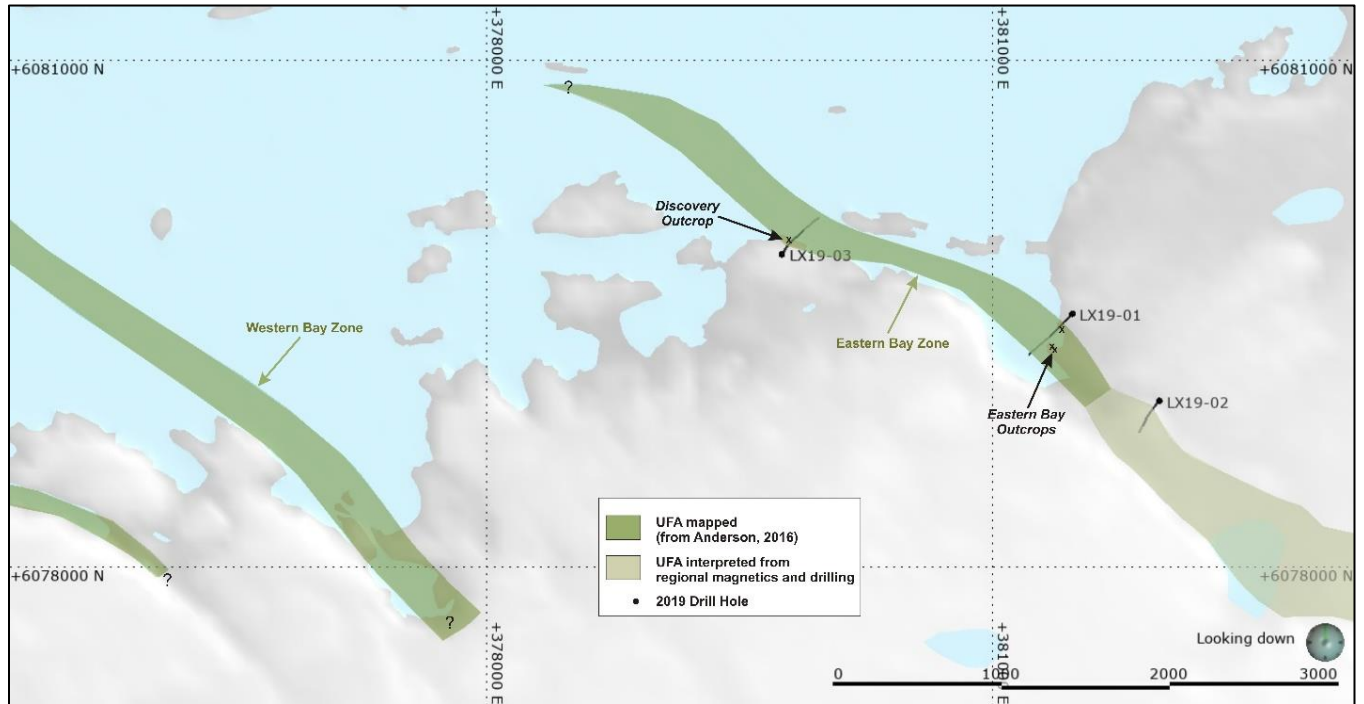 +378000 E
+381000 E
+6081000 N
+6081000 N
?
Discovery
Outcrop
LX19-03
Western Bay Zone
Eastern Bay Zone
LX19-01
LX19-02
Eastern Bay
Outcrops
UFA mapped
(from Anderson, 2016)
UFA interpreted from
regional magnetics and drilling
2019 Drill Hole
?
+6078000 N
+6078000 N
?
+378000 E
+381000 E
Looking down
0
1000
2000
3000
x
x
x
x